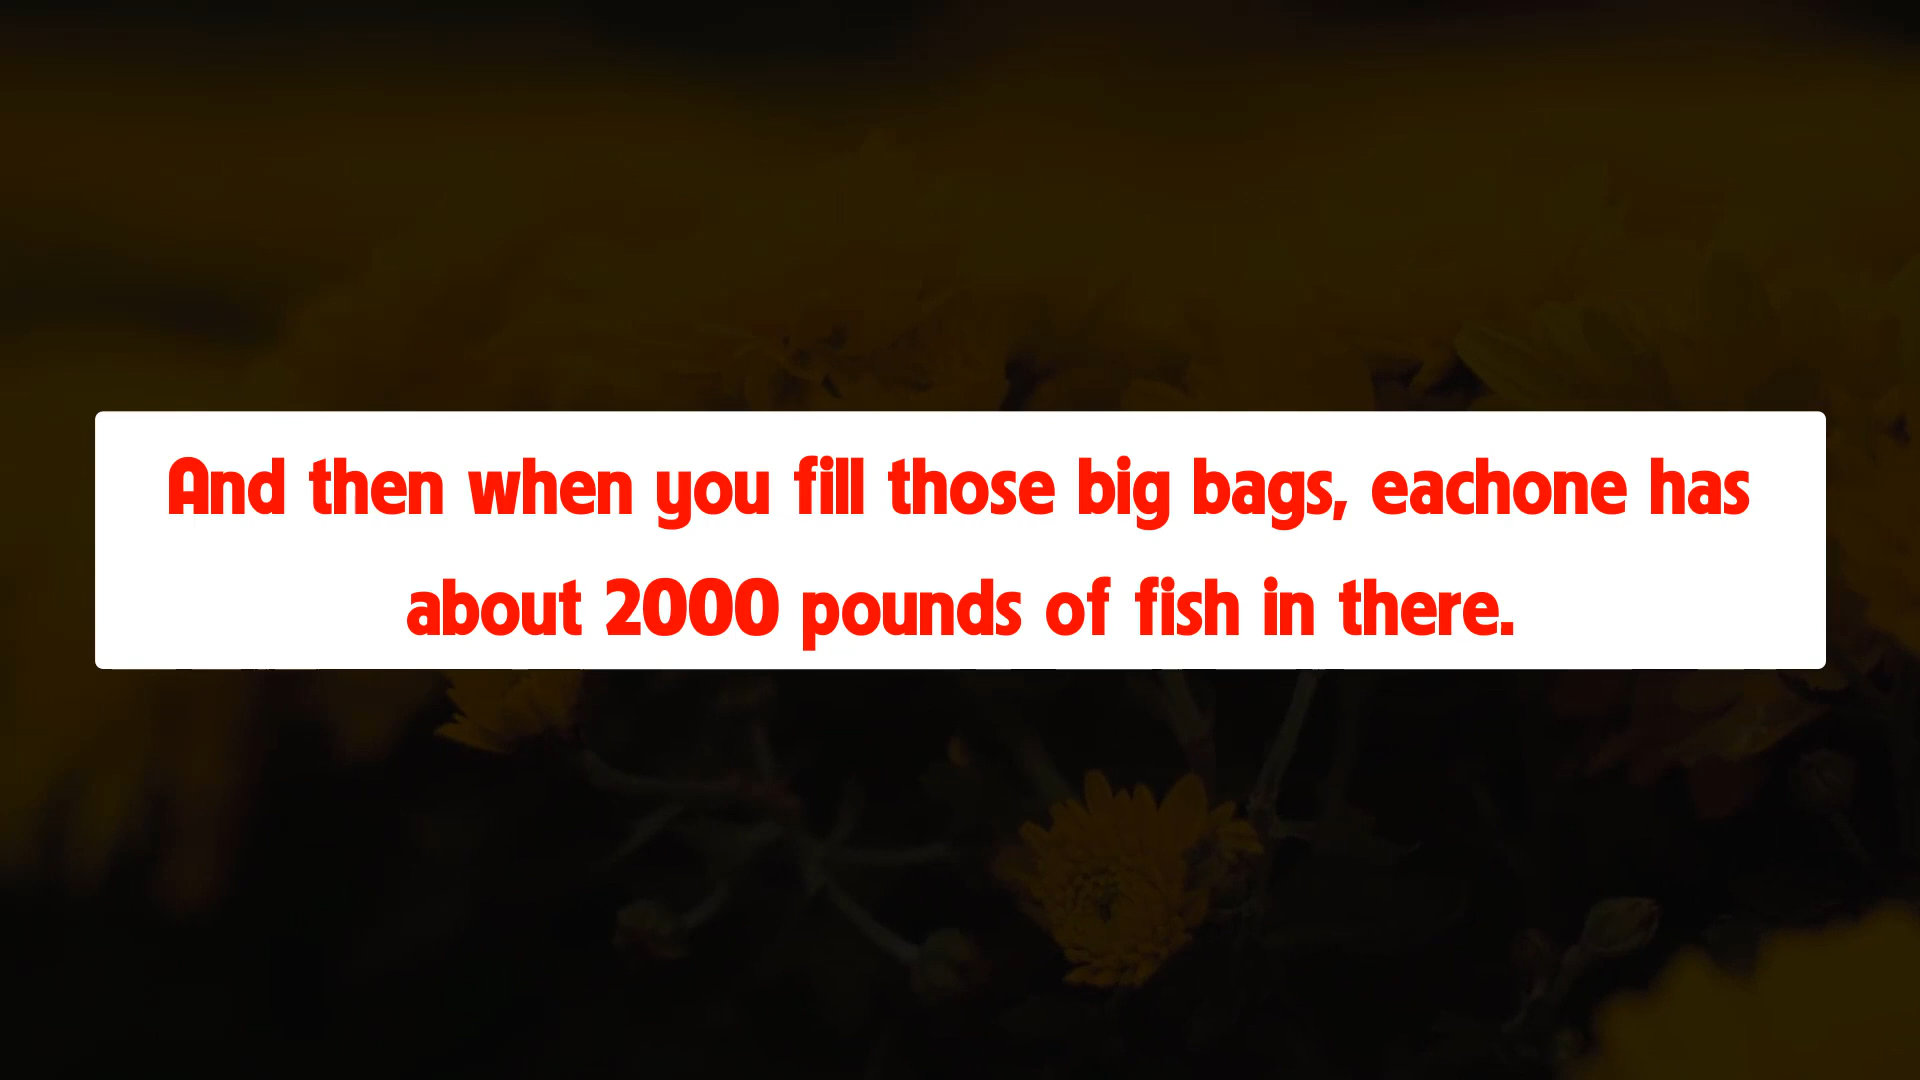 And then when you fill those big bags, eachone has
about 2000 pounds of fish in there.